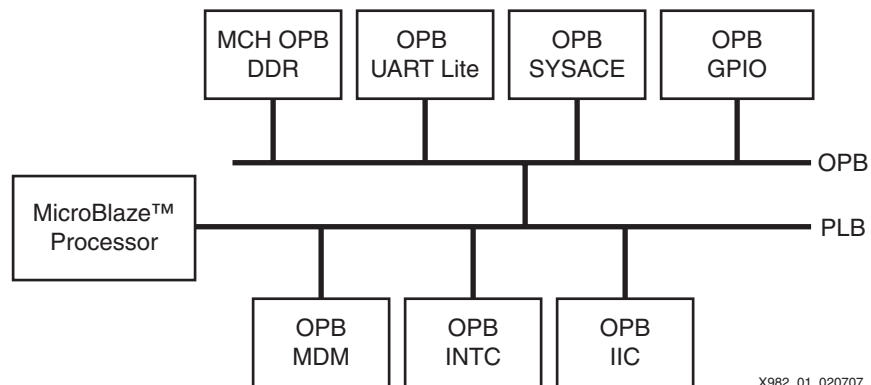 MCH OPB
DDR
OPB
UART Lite
OPB
SYSACE
OPB
GPIO
OPB
MicroBlaze™
Processor
PLB
OPB
MDM
OPB
INTC
OPB
IIC
X982_01_020707